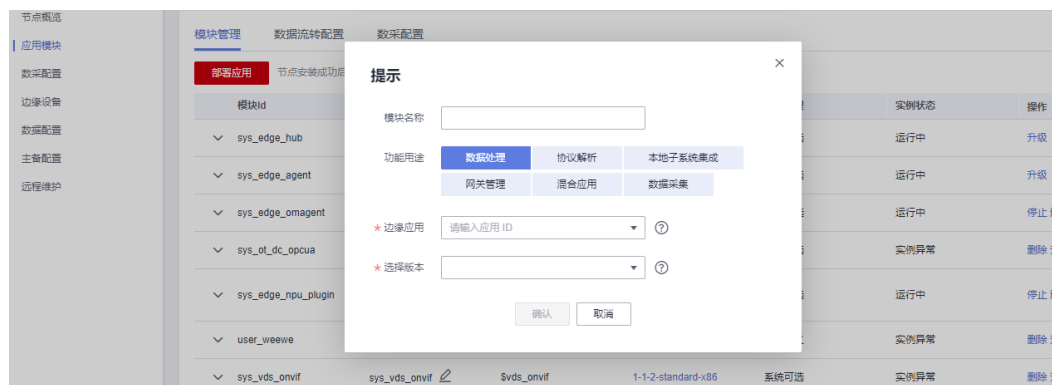 节点概览
应用模块
数采配置
边缘设备
数据配置
主备配置
远程维护
模块管理 数据流转配置 数采配置
部署应用 节点安装成功后
模块Id 实例状态 操作
sys_edge_hub 运行中 升级
sys_edge_agent 运行中 升级
sys_edge_omagent 运行中 停止
sys_ot_dc_opcua 实例异常 删除
sys_edge_npu_plugin 运行中 停止
user_weewe 实例异常 删除
sys_vds_onvif sys_vds_onvif $vds_onvif 1-1-2-standard-x86 系统可选 实例异常 删除
提示
模块名称
功能用途 数据处理 协议解析 本地子系统集成
网关管理 混合应用 数据采集
* 边缘应用 请输入应用 ID
* 选择版本
确认 取消